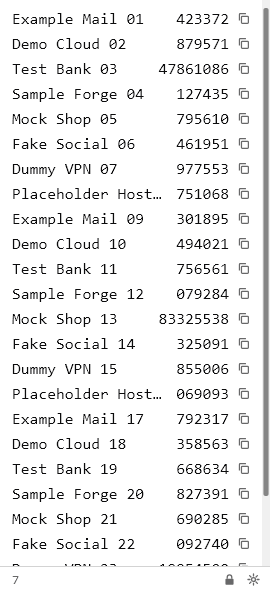 Example Mail 01 423372
Demo Cloud 02 879571
Test Bank 03 47861086
Sample Forge 04 127435
Mock Shop 05 795610
Fake Social 06 461951
Dummy VPN 07 977553
Placeholder Host… 751068
Example Mail 09 301895
Demo Cloud 10 494021
Test Bank 11 756561
Sample Forge 12 079284
Mock Shop 13 83325538
Fake Social 14 325091
Dummy VPN 15 855006
Placeholder Host… 069093
Example Mail 17 792317
Demo Cloud 18 358563
Test Bank 19 668634
Sample Forge 20 827391
Mock Shop 21 690285
Fake Social 22 092740
7